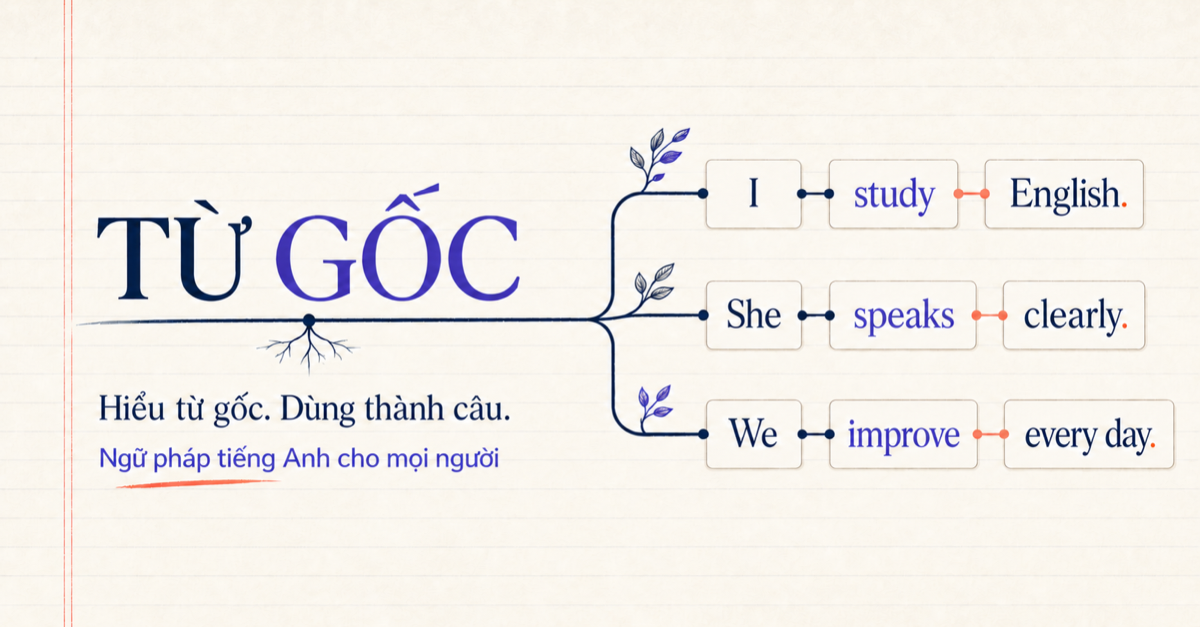 TỪ GỐC
Hiểu từ gốc. Dùng thành câu.
Ngữ pháp tiếng Anh cho mọi người
I study English.
She speaks clearly.
We improve every day.